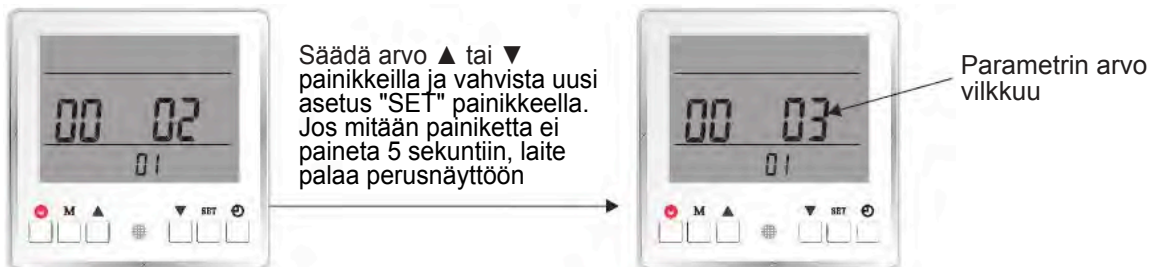 00 02
01
M ▲ ▼ SET
Säädä arvo ▲ tai ▼
painikkeilla ja vahvista uusi
asetus "SET" painikkeella.
Jos mitään painiketta ei
paineta 5 sekuntiin, laite
palaa perusnäyttöön
00 03
01
M ▲ ▼ SET
Parametrin arvo
vilkkuu